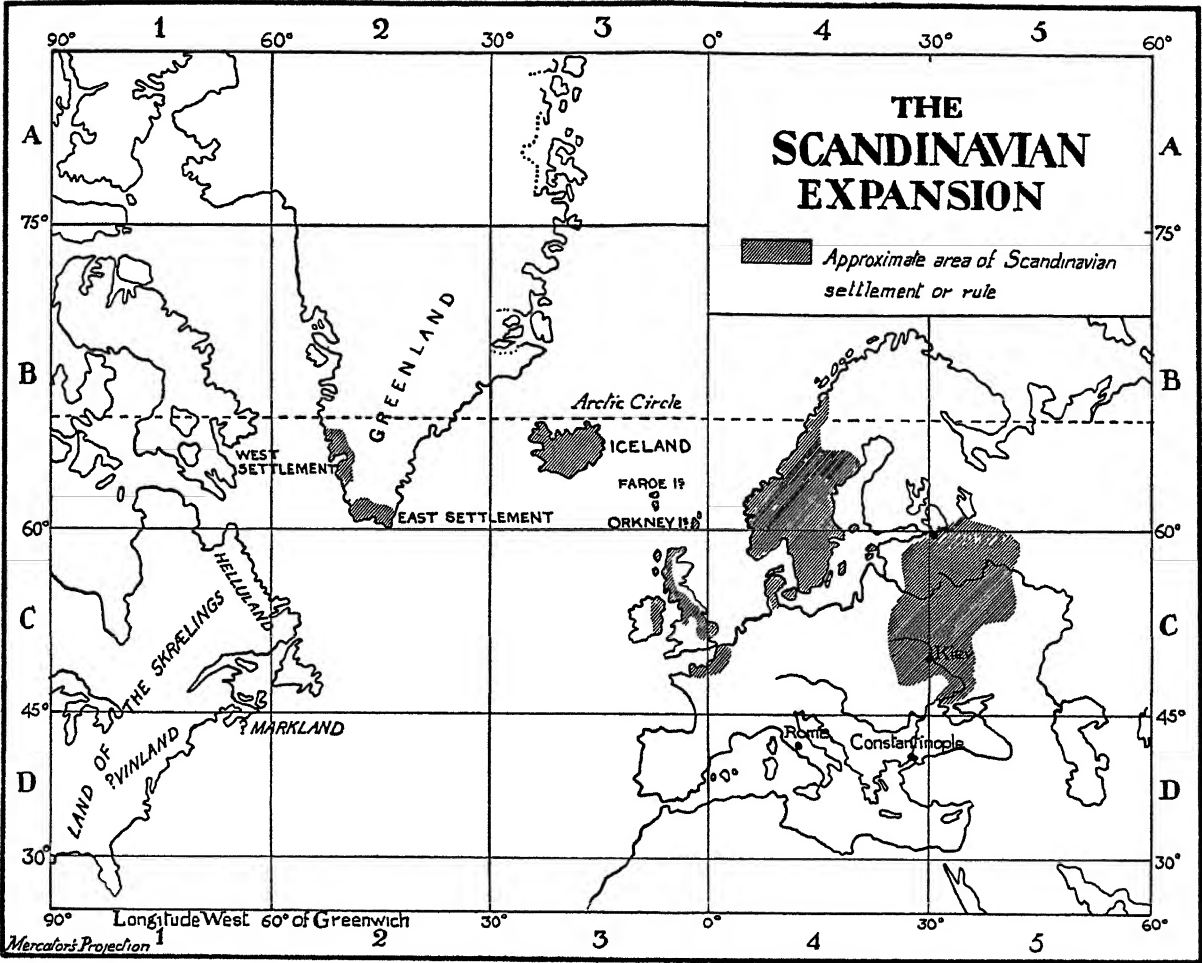 1 2 3 4 5
90° 60° 30° 0° 30° 60°
THE
SCANDINAVIAN
EXPANSION
Approximate area of Scandinavian
settlement or rule
A A
75° 75°
GREENLAND
B B
Arctic Circle
ICELAND
WEST
SETTLEMENT
FAROE Iś
EAST SETTLEMENT
ORKNEY Iś
60° 60°
HELLULAND
C C
LAND OF THE SKRÆLINGS
Kiev
45° 45°
? MARKLAND
?VINLAND
Rome
Constantinople
D D
30° 30°
90° Longitude West 60° of Greenwich 30° 0° 30° 60°
Mercator's Projection
1 2 3 4 5